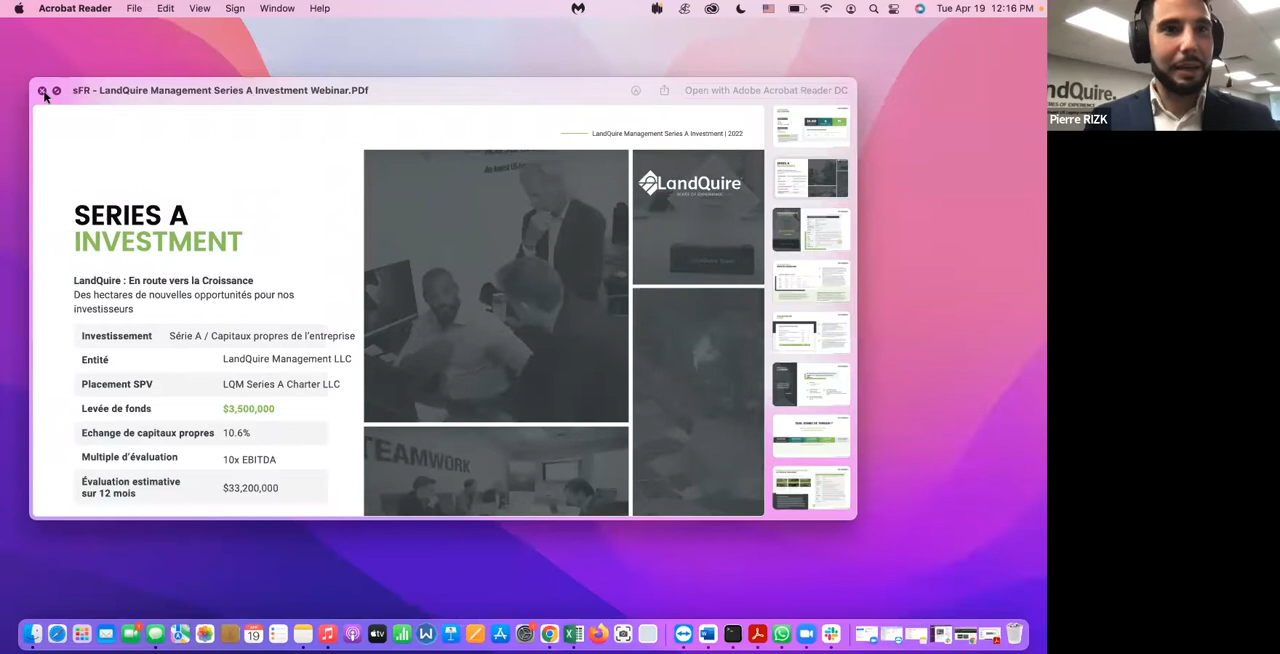 Acrobat Reader File Edit View Sign Window Help
Tue Apr 19 12:16 PM
sFR - LandQuire Management Series A Investment Webinar.PDf
Open with Adobe Acrobat Reader DC
LandQuire Management Series A Investment | 2022
LandQuire
SERIES A
INVESTMENT
LandQuire : En route vers la Croissance
Des hectares de nouvelles opportunités pour nos
investisseurs
Investissement Série A / Capitaux propres de l'entreprise
Entité LandQuire Management LLC
Placement SPV LQM Series A Charter LLC
Levée de fonds $3,500,000
Echange de capitaux propres 10.6%
Multiple d'évaluation 10x EBITDA
Évaluation estimative
sur 12 mois $33,200,000
EAMWORK
ndQuire.
Pierre RIZK
19